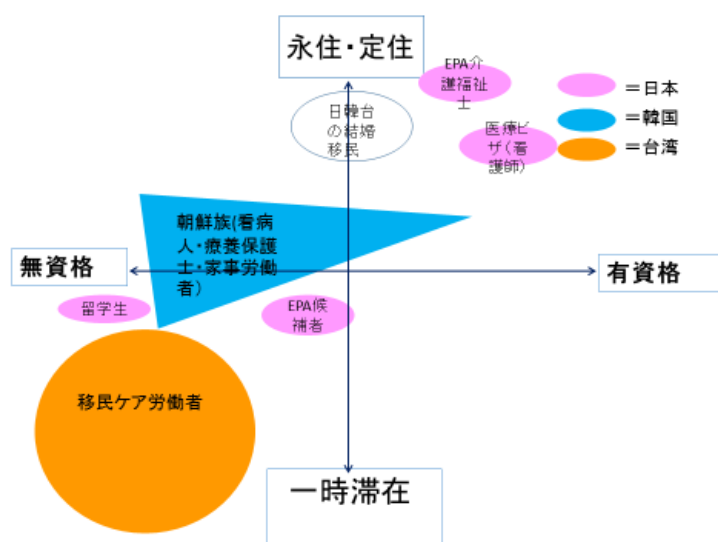 永住・定住
EPA介
護福祉
士
＝日本
日韓台
の結婚
移民
医療ビ
ザ（看
護師）
＝韓国
＝台湾
朝鮮族(看病
人・療養保護
士・家事労働
者）
無資格
有資格
留学生
EPA候
補者
移民ケア労働者
一時滞在